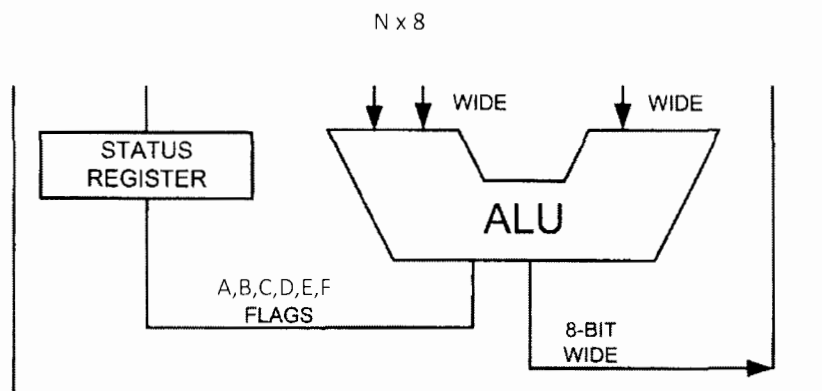 N x 8
WIDE
WIDE
STATUS
REGISTER
ALU
A,B,C,D,E,F
FLAGS
8-BIT
WIDE